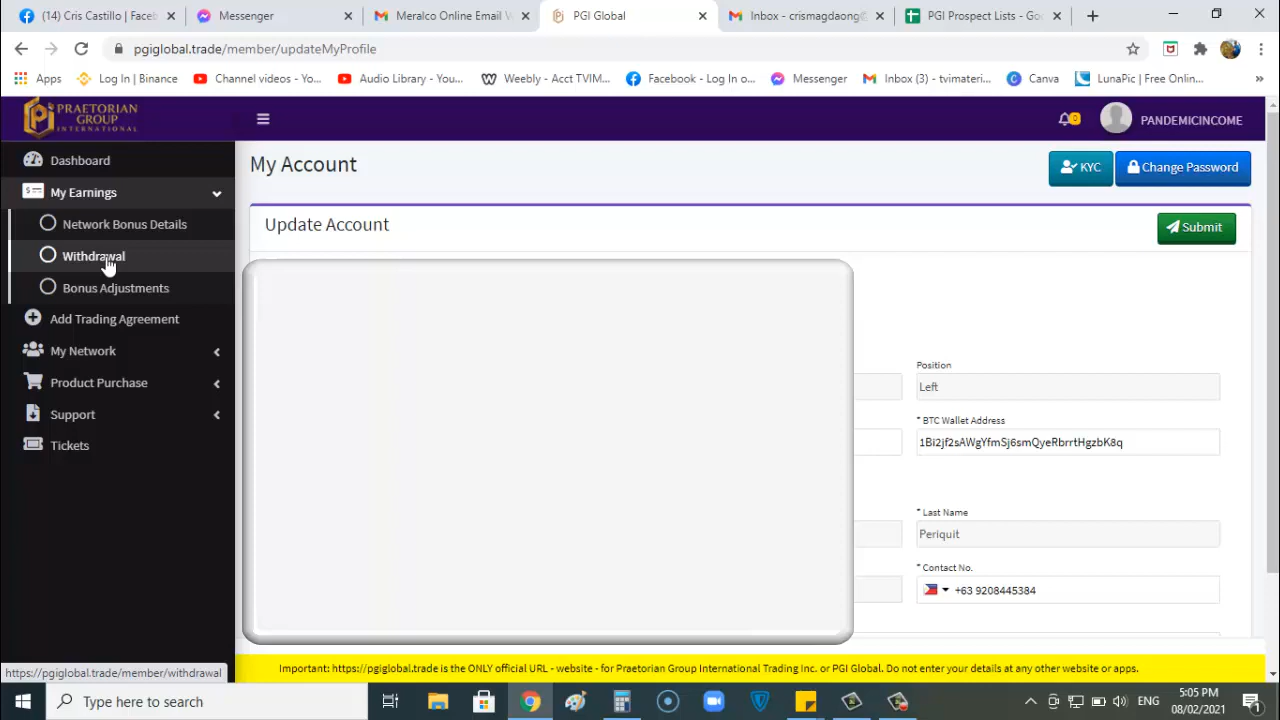 (14) Cris Castillo | Faceb
Messenger
Meralco Online Email V
PGI Global
Inbox - crismagdaong@
PGI Prospect Lists - Goo
pgiglobal.trade/member/updateMyProfile
Apps
Log In | Binance
Channel videos - Yo...
Audio Library - You...
Weebly - Acct TVIM...
Facebook - Log In o...
Messenger
Inbox (3) - tvimateri...
Canva
LunaPic | Free Onlin...
PRAETORIAN
GROUP
INTERNATIONAL
0
PANDEMICINCOME
Dashboard
My Earnings
Network Bonus Details
Withdrawal
Bonus Adjustments
Add Trading Agreement
My Network
Product Purchase
Support
Tickets
My Account
KYC
Change Password
Update Account
Submit
Position
Left
* BTC Wallet Address
1Bi2jf2sAWgYfmSj6smQyeRbrrtHgzbK8q
* Last Name
Periquit
* Contact No.
+63 9208445384
https://pgiglobal.trade/member/withdrawal
Important: https://pgiglobal.trade is the ONLY official URL - website - for Praetorian Group International Trading Inc. or PGI Global. Do not enter your details at any other website or apps.
Type here to search
ENG
5:05 PM
08/02/2021
1